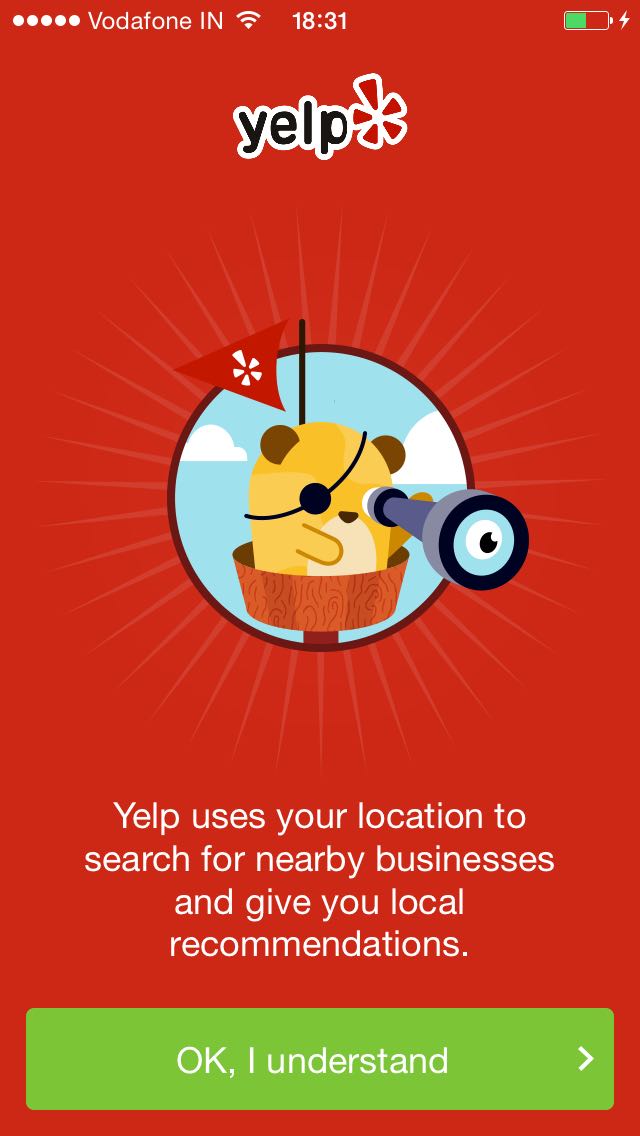 Vodafone IN 18:31
yelp
Yelp uses your location to
search for nearby businesses
and give you local
recommendations.
OK, I understand